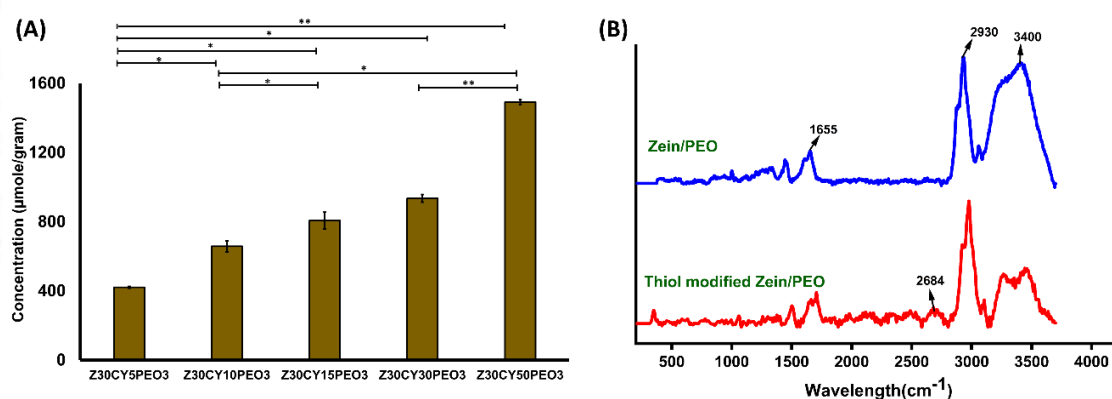 (A)
**
*
*
*
*
*
**
1600
1200
800
400
0
Concentration (µmole/gram)
Z30CY5PEO3 Z30CY10PEO3 Z30CY15PEO3 Z30CY30PEO3 Z30CY50PEO3
(B)
2930
3400
1655
Zein/PEO
Thiol modified Zein/PEO
2684
500 1000 1500 2000 2500 3000 3500 4000
Wavelength(cm⁻¹)